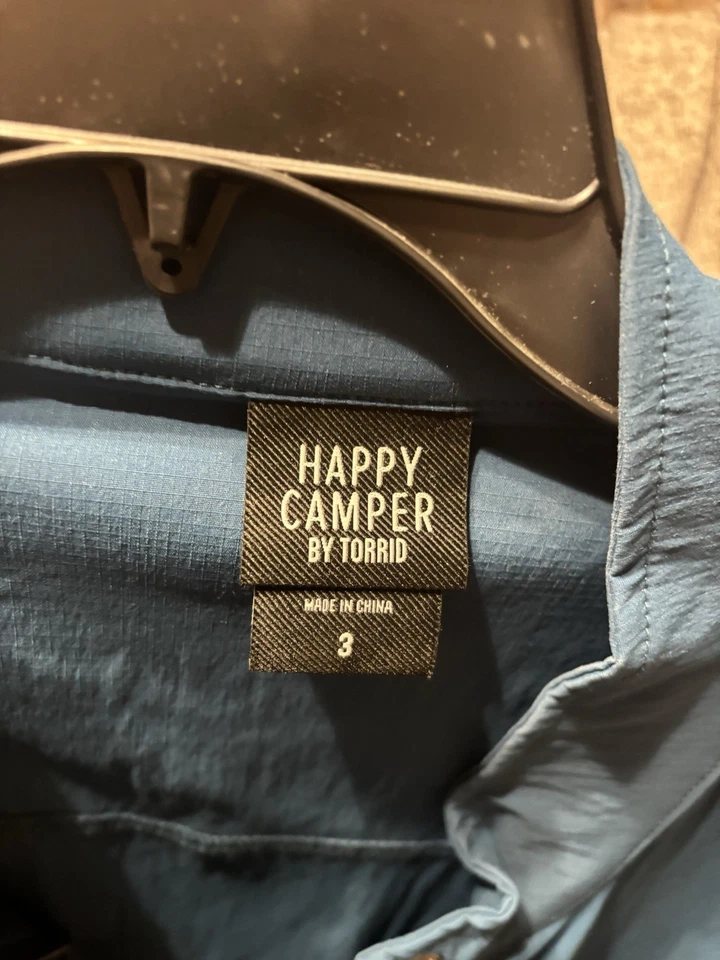 HAPPY
CAMPER
BY TORRID
MADE IN CHINA
3